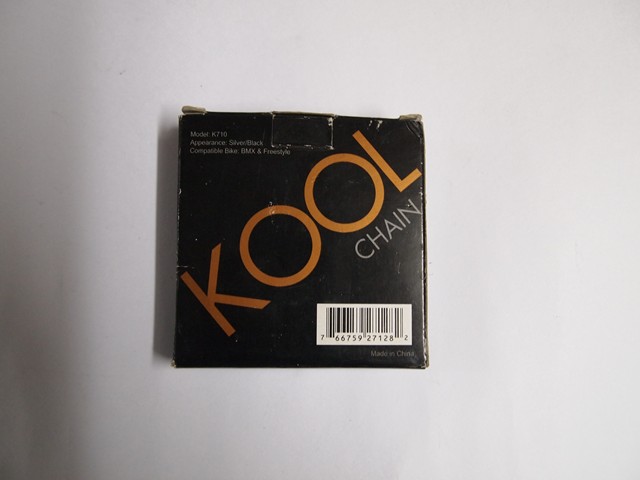 Model: K710
Appearance: Silver/Black
Compatible Bike: BMX & Freestyle
KOOL
CHAIN
7 66759 27128 2
Made in China